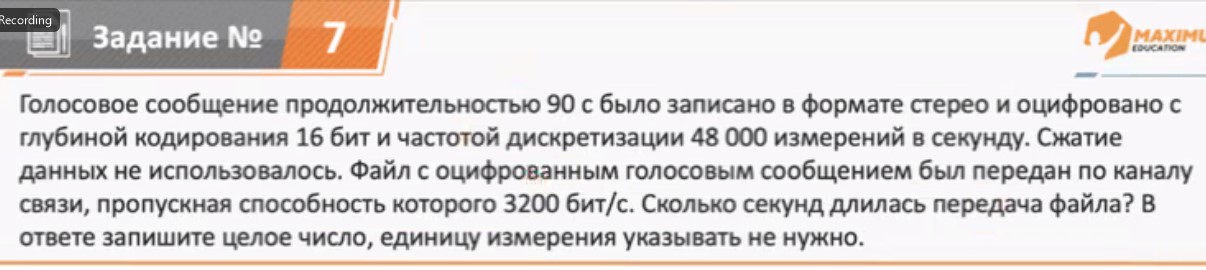 Recording
Задание № 7
MAXIMU
EDUCATION
Голосовое сообщение продолжительностью 90 с было записано в формате стерео и оцифровано с
глубиной кодирования 16 бит и частотой дискретизации 48 000 измерений в секунду. Сжатие
данных не использовалось. Файл с оцифрованным голосовым сообщением был передан по каналу
связи, пропускная способность которого 3200 бит/с. Сколько секунд длилась передача файла? В
ответе запишите целое число, единицу измерения указывать не нужно.